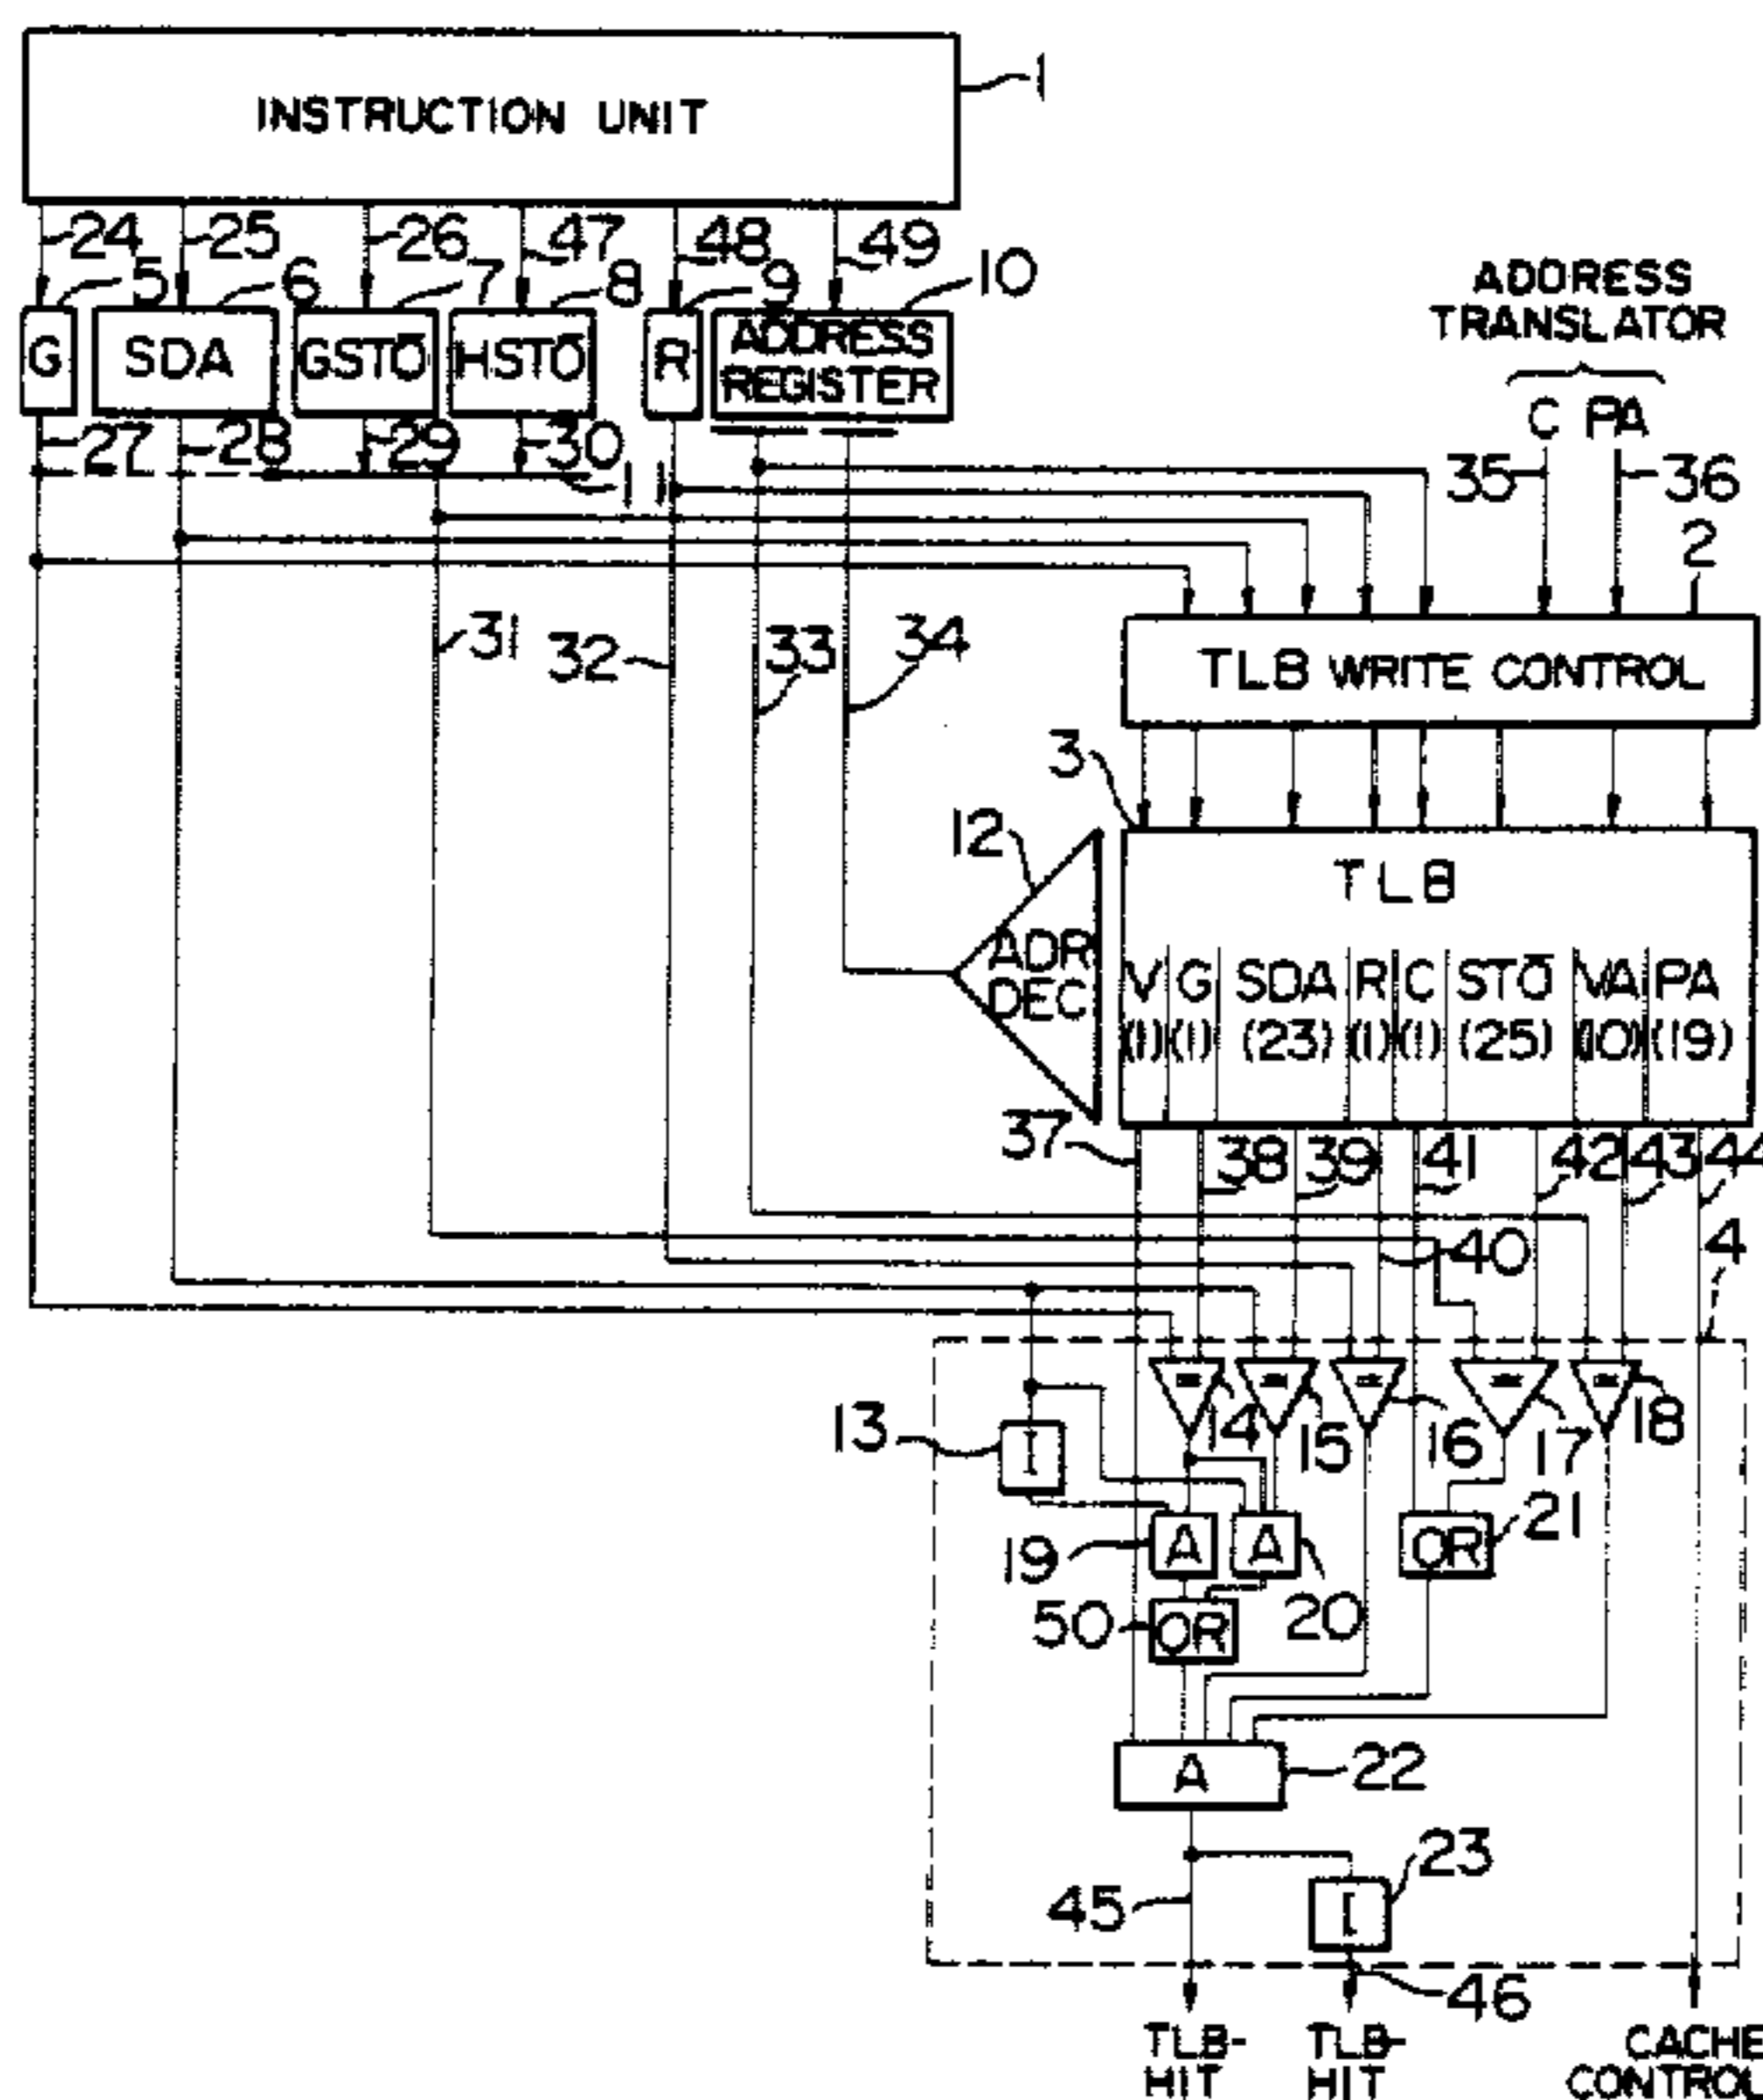 INSTRUCTION UNIT
1
24
25
26
47
48
49
5
6
7
8
9
10
G
SDA
GSTŌ
HSTŌ
R
ADDRESS
REGISTER
ADDRESS
TRANSLATOR
C PA
27
28
29
30
11
35
36
2
31
32
33
34
TLB WRITE CONTROL
3
12
TLB
ADR
DEC
V G SDA R C STŌ VA PA
(1) (1) (23) (1) (1) (25) (10) (19)
37
38
39
41
42
43
44
40
4
13
I
=
=
=
=
=
14
15
16
17
18
19
A
A
OR
21
50
OR
20
A
22
23
45
I
46
TLB-
HIT
TLB-
HIT
CACHE
CONTROL